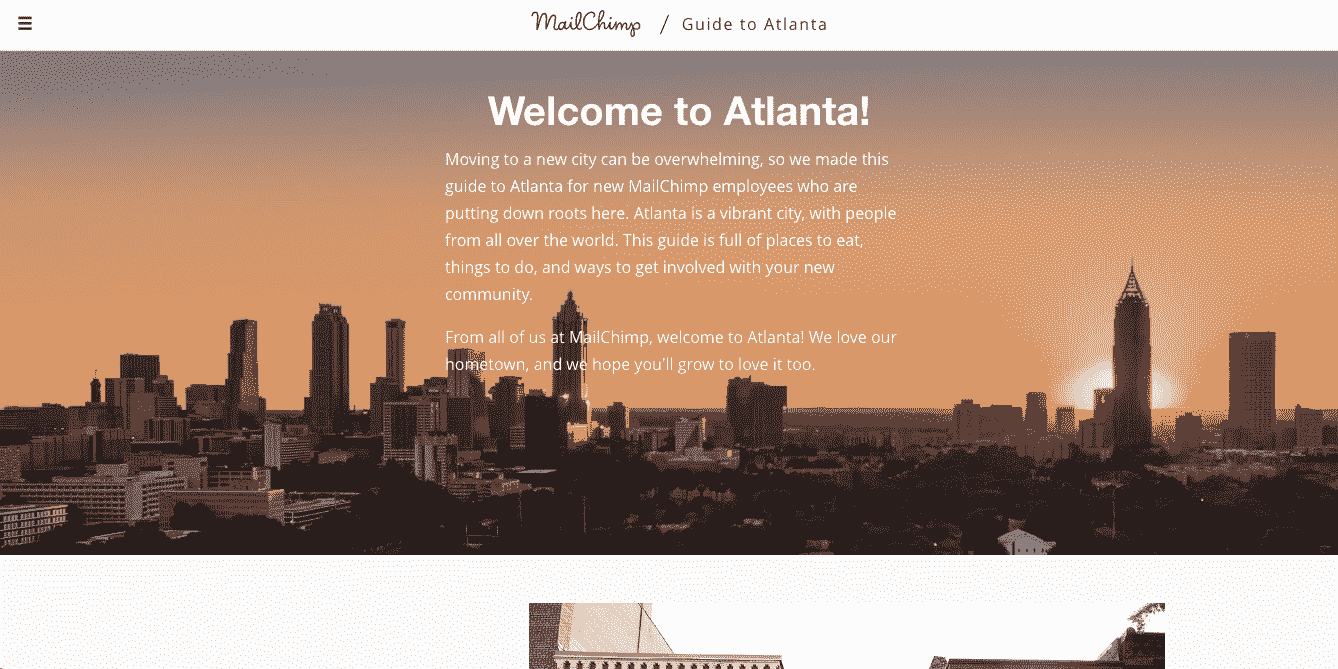 MailChimp / Guide to Atlanta
Welcome to Atlanta!
Moving to a new city can be overwhelming, so we made this
guide to Atlanta for new MailChimp employees who are
putting down roots here. Atlanta is a vibrant city, with people
from all over the world. This guide is full of places to eat,
things to do, and ways to get involved with your new
community.
From all of us at MailChimp, welcome to Atlanta! We love our
hometown, and we hope you'll grow to love it too.